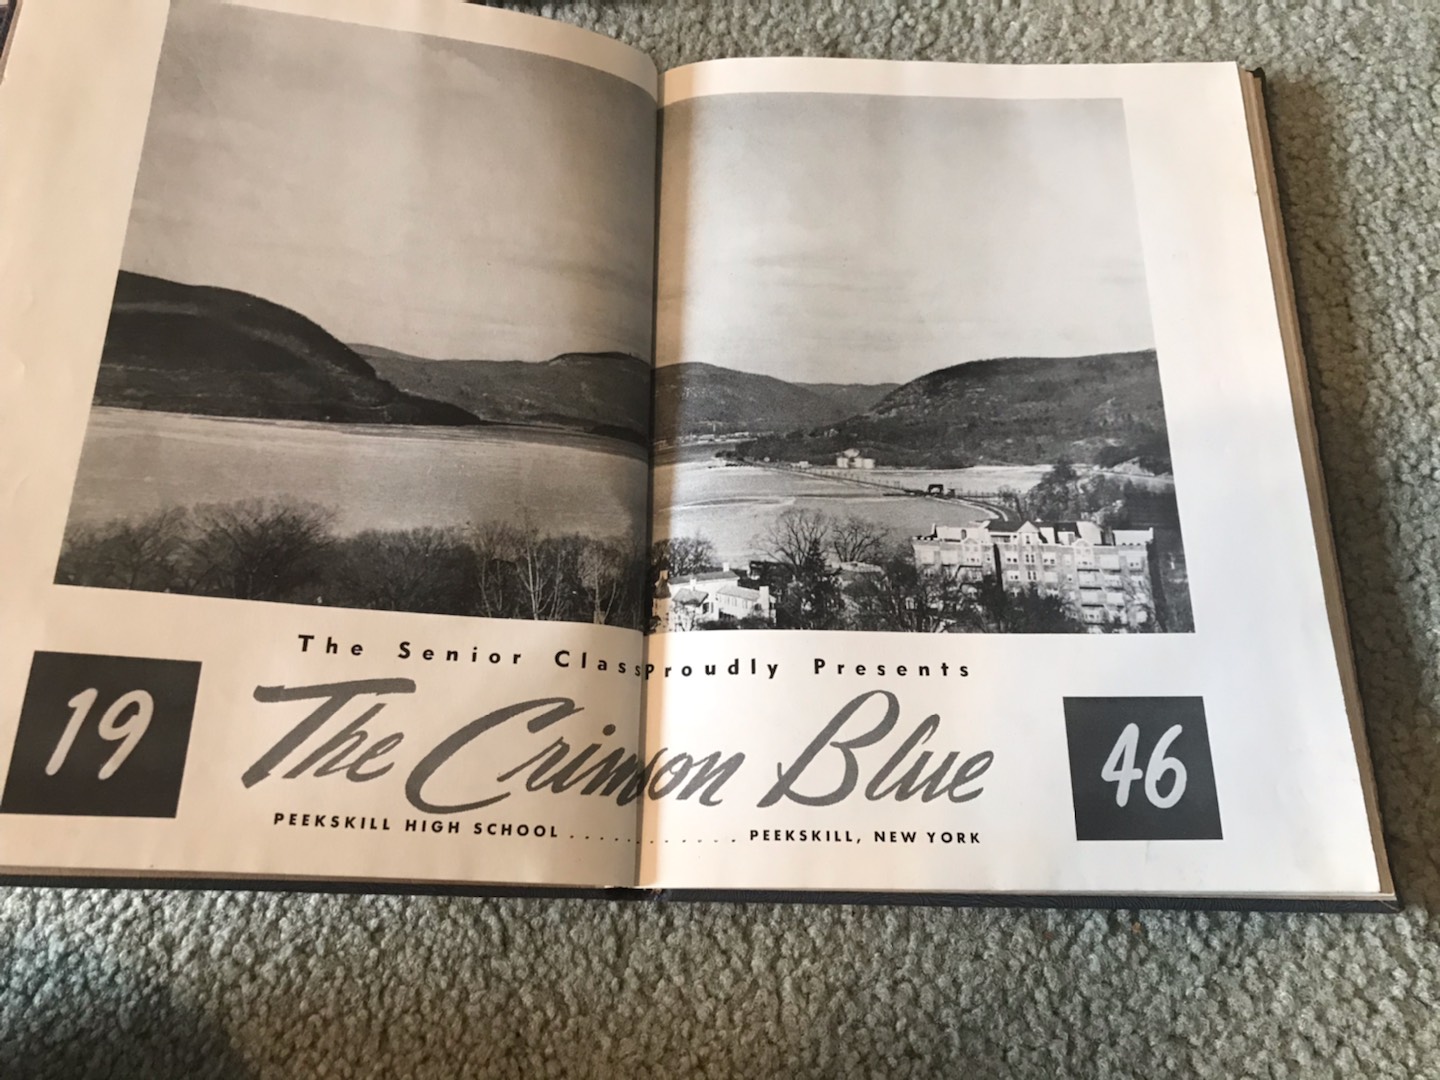 The Senior Class Proudly Presents
19 The Crimson Blue 46
PEEKSKILL HIGH SCHOOL ............ PEEKSKILL, NEW YORK